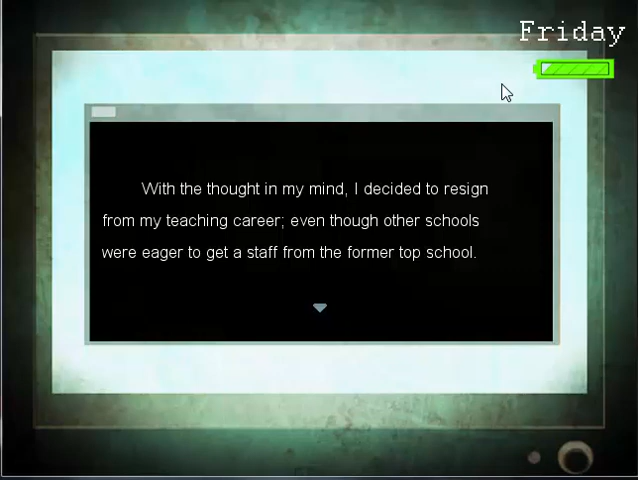 Friday
With the thought in my mind, I decided to resign
from my teaching career; even though other schools
were eager to get a staff from the former top school.